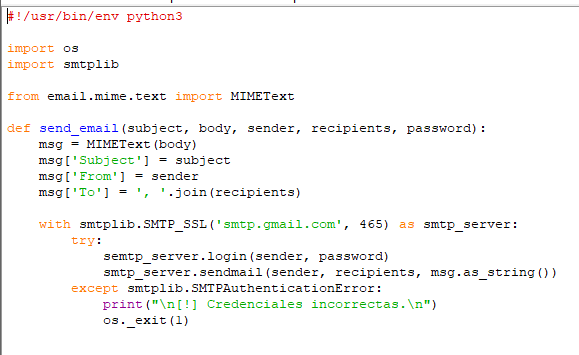 #!/usr/bin/env python3

import os
import smtplib

from email.mime.text import MIMEText

def send_email(subject, body, sender, recipients, password):
    msg = MIMEText(body)
    msg['Subject'] = subject
    msg['From'] = sender
    msg['To'] = ', '.join(recipients)

    with smtplib.SMTP_SSL('smtp.gmail.com', 465) as smtp_server:
        try:
            semtp_server.login(sender, password)
            smtp_server.sendmail(sender, recipients, msg.as_string())
        except smtplib.SMTPAuthenticationError:
            print("\n[!] Credenciales incorrectas.\n")
            os._exit(1)